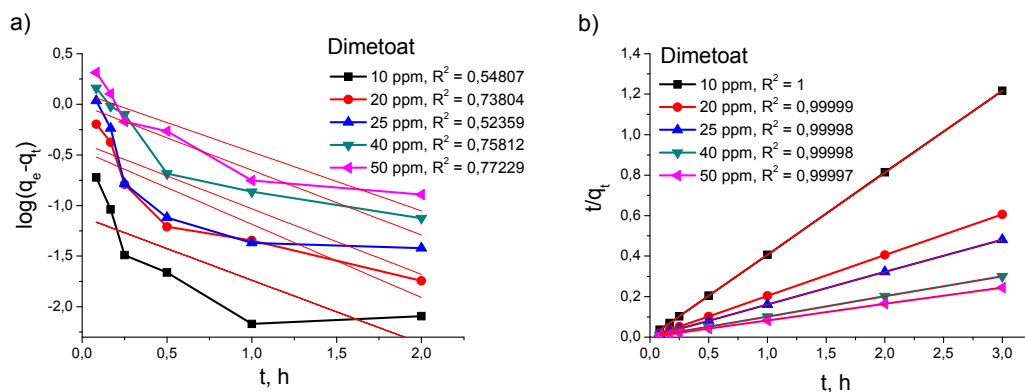 a)
Dimetoat
10 ppm, R² = 0,54807
20 ppm, R² = 0,73804
25 ppm, R² = 0,52359
40 ppm, R² = 0,75812
50 ppm, R² = 0,77229
log(qₑ-qₜ)
0,5
0,0
-0,5
-1,0
-1,5
-2,0
0,0 0,5 1,0 1,5 2,0
t, h
b)
Dimetoat
10 ppm, R² = 1
20 ppm, R² = 0,99999
25 ppm, R² = 0,99998
40 ppm, R² = 0,99998
50 ppm, R² = 0,99997
t/qₜ
1,4
1,2
1,0
0,8
0,6
0,4
0,2
0,0
0,0 0,5 1,0 1,5 2,0 2,5 3,0
t, h